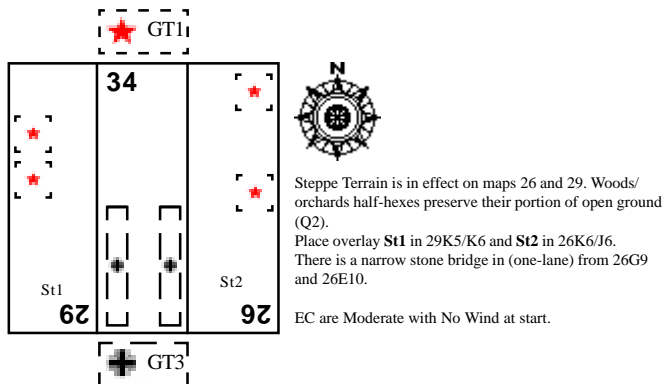 GT1
34
N
St1
St2
29
26
GT3
Steppe Terrain is in effect on maps 26 and 29. Woods/
orchards half-hexes preserve their portion of open ground
(Q2).
Place overlay St1 in 29K5/K6 and St2 in 26K6/J6.
There is a narrow stone bridge in (one-lane) from 26G9
and 26E10.
EC are Moderate with No Wind at start.